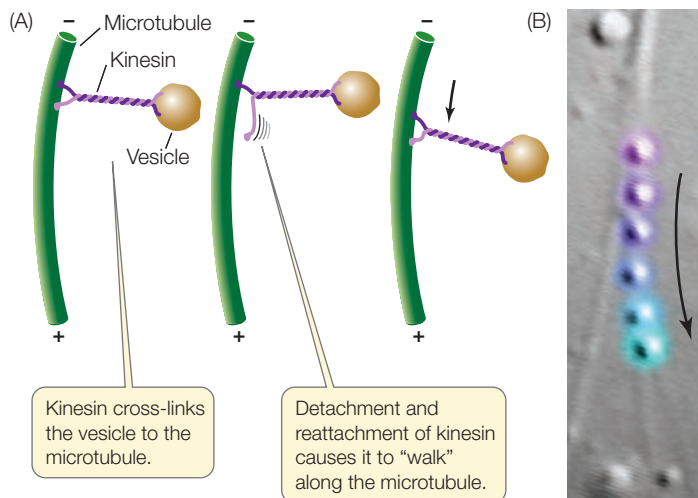 (A)
(B)
−
−
−
Microtubule
Kinesin
Vesicle
+
+
+
Kinesin cross-links
the vesicle to the
microtubule.
Detachment and
reattachment of kinesin
causes it to “walk”
along the microtubule.